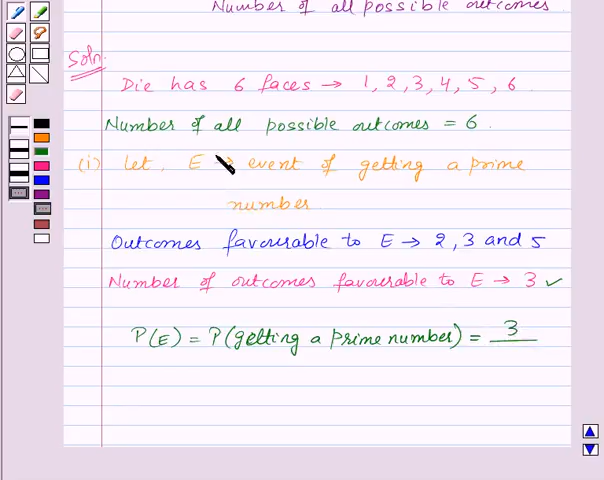 Number of all possible outcomes
Soln.
Die has 6 faces → 1, 2, 3, 4, 5, 6.
Number of all possible outcomes = 6.
(i) Let, E → event of getting a prime
number
Outcomes favourable to E → 2, 3 and 5
Number of outcomes favourable to E → 3 ✓
P(E) = P(getting a prime number) = 3